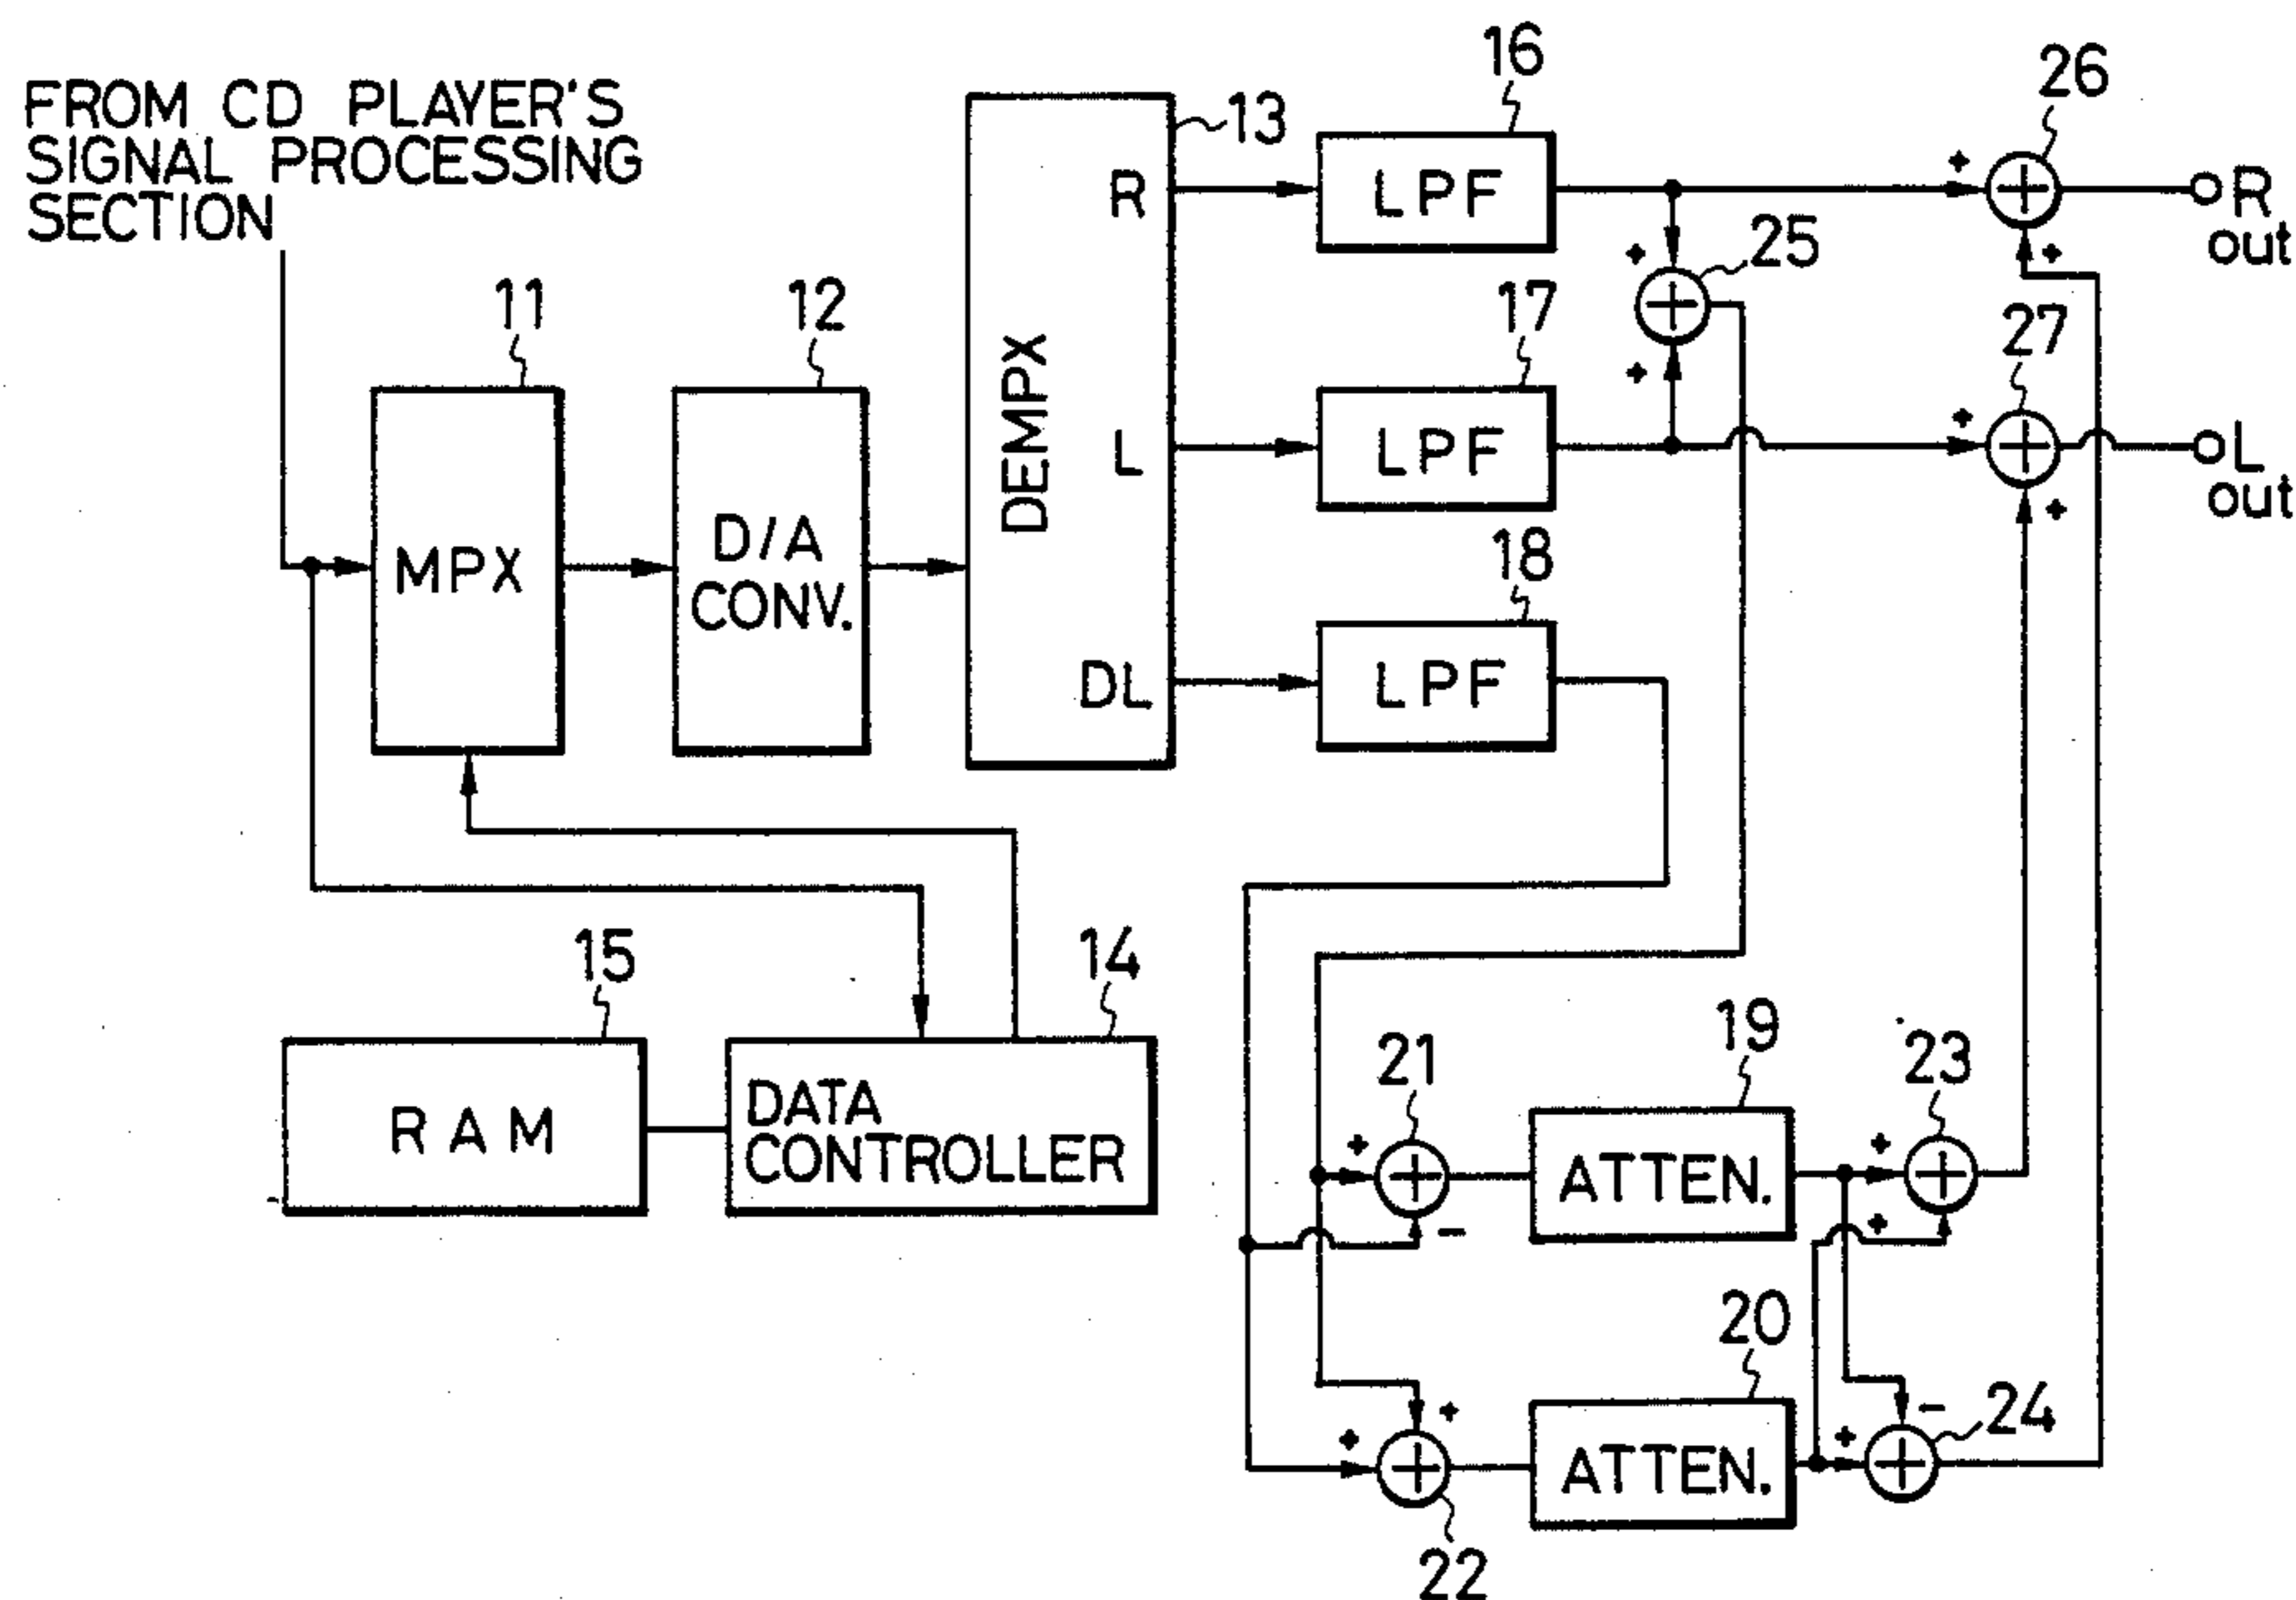 FROM CD PLAYER'S
SIGNAL PROCESSING
SECTION
11
MPX
12
D/A
CONV.
13
DEMPX
R
L
DL
16
LPF
17
LPF
18
LPF
25
+
+
26
+
+
R
out
27
+
+
L
out
15
RAM
14
DATA
CONTROLLER
21
+
-
19
ATTEN.
23
+
+
22
+
+
20
ATTEN.
24
+
-